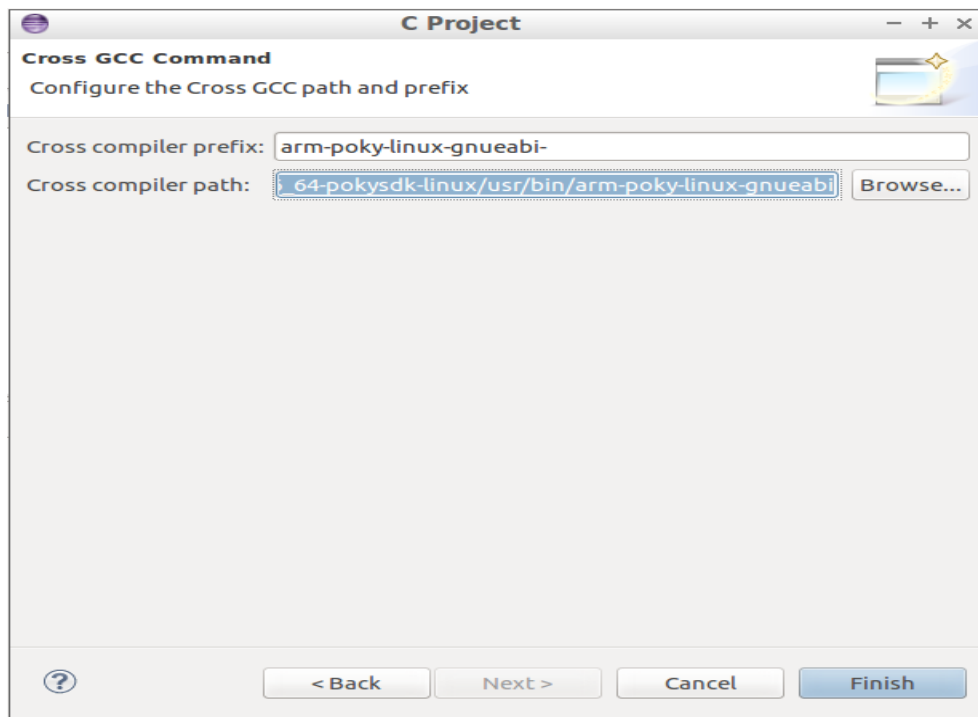 C Project
Cross GCC Command
Configure the Cross GCC path and prefix
Cross compiler prefix: arm-poky-linux-gnueabi-
Cross compiler path: _64-pokysdk-linux/usr/bin/arm-poky-linux-gnueabi Browse...
? < Back Next > Cancel Finish